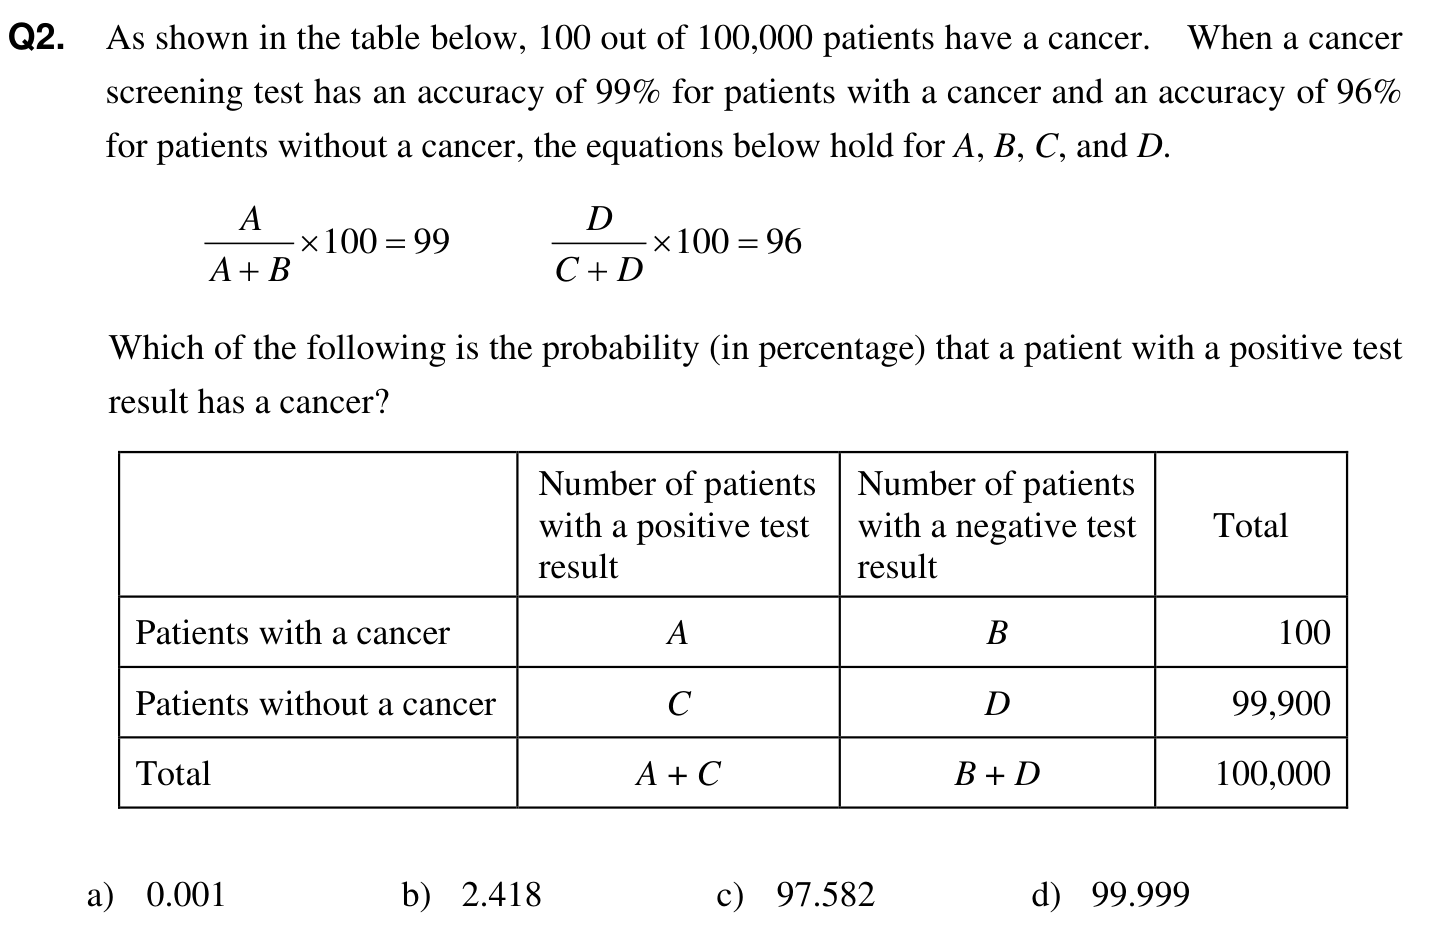 Q2. As shown in the table below, 100 out of 100,000 patients have a cancer. When a cancer
screening test has an accuracy of 99% for patients with a cancer and an accuracy of 96%
for patients without a cancer, the equations below hold for A, B, C, and D.
A/(A + B) ×100 = 99 D/(C + D) ×100 = 96
Which of the following is the probability (in percentage) that a patient with a positive test
result has a cancer?
Number of patients with a positive test result Number of patients with a negative test result Total
Patients with a cancer A B 100
Patients without a cancer C D 99,900
Total A + C B + D 100,000
a) 0.001 b) 2.418 c) 97.582 d) 99.999